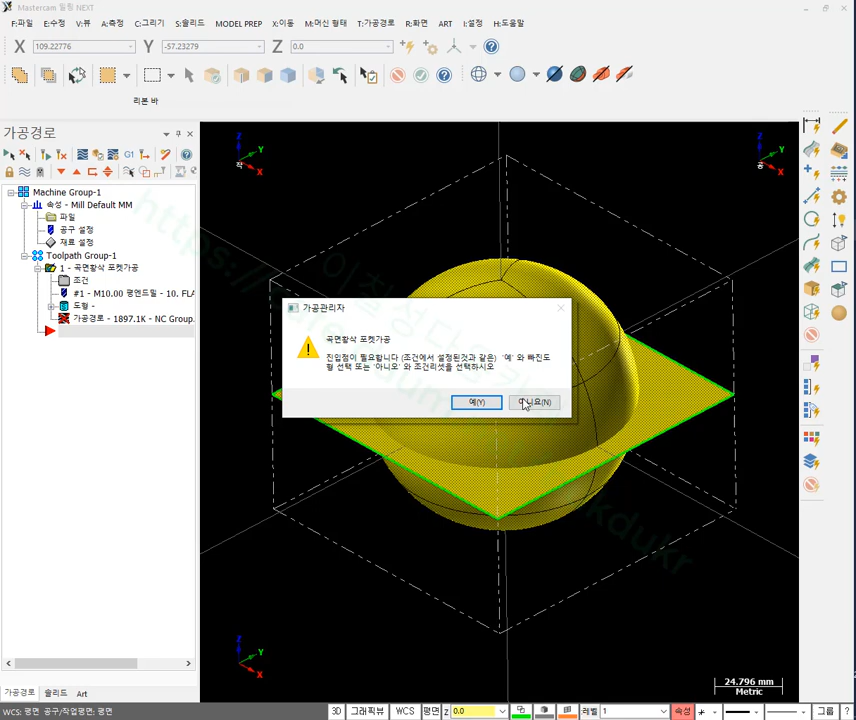 Mastercam 밀링 NEXT
F:파일 E:수정 V:뷰 A:측정 C:그리기 S:솔리드 MODEL PREP X:이동 M:머신 형태 T:가공경로 R:화면 ART I:설정 H:도움말
X 109.22776 Y -57.23279 Z 0.0
리본 바
가공경로
G1
Machine Group-1
속성 - Mill Default MM
파일
공구 설정
재료 설정
Toolpath Group-1
1 - 곡면황삭 포켓가공
조건
#1 - M10.00 평엔드밀 - 10. FLA
도형 -
가공경로 - 1897.1K - NC Group.
Z Y X
Z Y X
가공관리자
곡면황삭 포켓가공
진입점이 필요합니다 (조건에서 설정된것과 같은) '예' 와 빠진도
형 선택 또는 '아니오' 와 조건리셋을 선택하시오
예(Y) 아니요(N)
Z Y X
24.796 mm
Metric
가공경로 솔리드 Art
WCS: 평면 공구/작업평면: 평면
3D 그래픽뷰 WCS 평면 Z 0.0 레벨 1 속성 그룹 ?